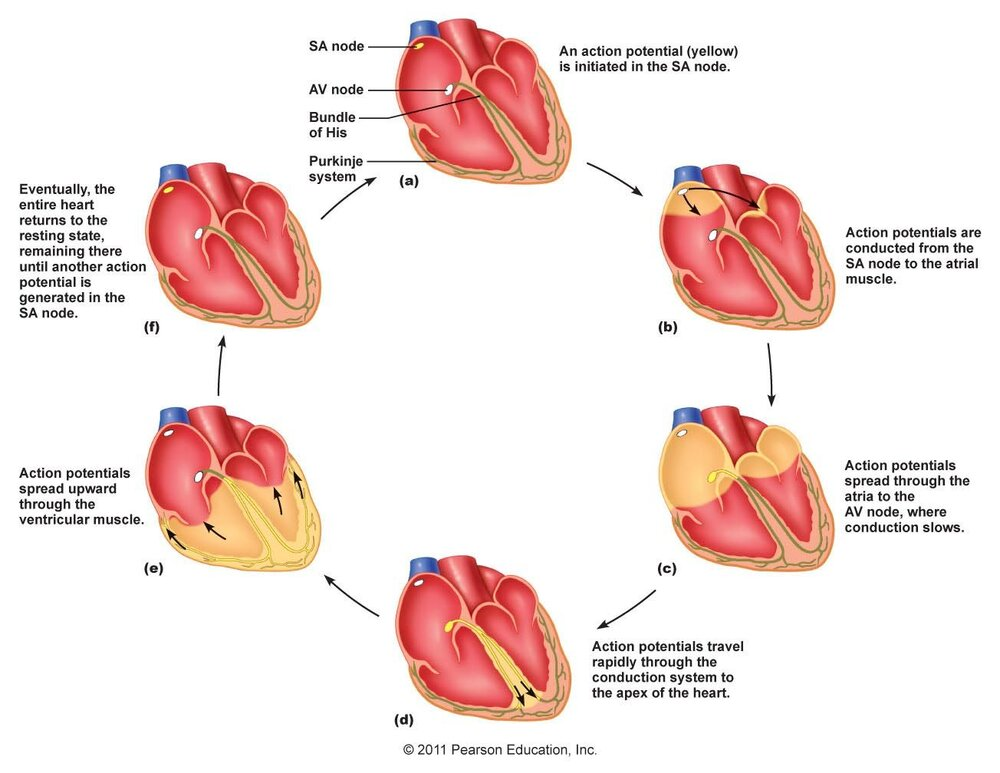 SA node
AV node
Bundle
of His
Purkinje
system
(a)
An action potential (yellow)
is initiated in the SA node.
(b)
Action potentials are
conducted from the
SA node to the atrial
muscle.
(c)
Action potentials
spread through the
atria to the
AV node, where
conduction slows.
(d)
Action potentials travel
rapidly through the
conduction system to
the apex of the heart.
(e)
Action potentials
spread upward
through the
ventricular muscle.
(f)
Eventually, the
entire heart
returns to the
resting state,
remaining there
until another action
potential is
generated in the
SA node.
© 2011 Pearson Education, Inc.